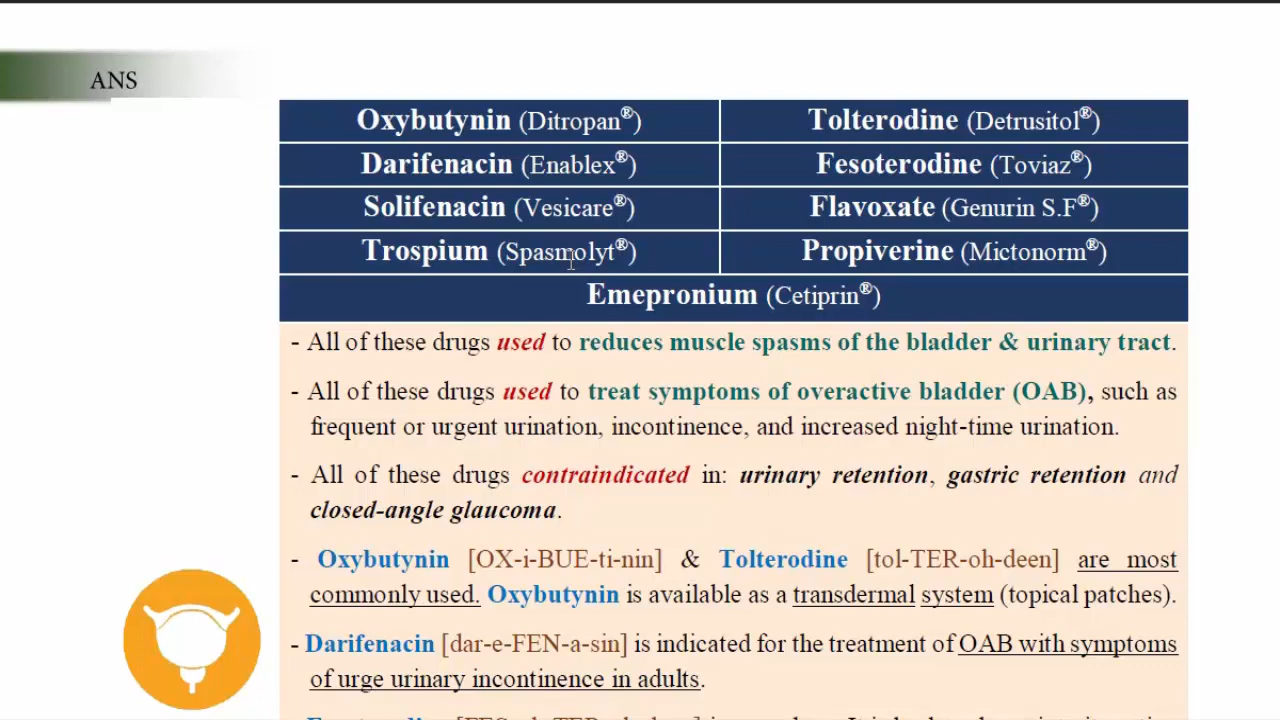 ANS
Oxybutynin (Ditropan®) Tolterodine (Detrusitol®)
Darifenacin (Enablex®) Fesoterodine (Toviaz®)
Solifenacin (Vesicare®) Flavoxate (Genurin S.F®)
Trospium (Spasmolyt®) Propiverine (Mictonorm®)
Emepronium (Cetiprin®)
- All of these drugs used to reduces muscle spasms of the bladder & urinary tract.
- All of these drugs used to treat symptoms of overactive bladder (OAB), such as
frequent or urgent urination, incontinence, and increased night-time urination.
- All of these drugs contraindicated in: urinary retention, gastric retention and
closed-angle glaucoma.
- Oxybutynin [OX-i-BUE-ti-nin] & Tolterodine [tol-TER-oh-deen] are most
commonly used. Oxybutynin is available as a transdermal system (topical patches).
- Darifenacin [dar-e-FEN-a-sin] is indicated for the treatment of OAB with symptoms
of urge urinary incontinence in adults.